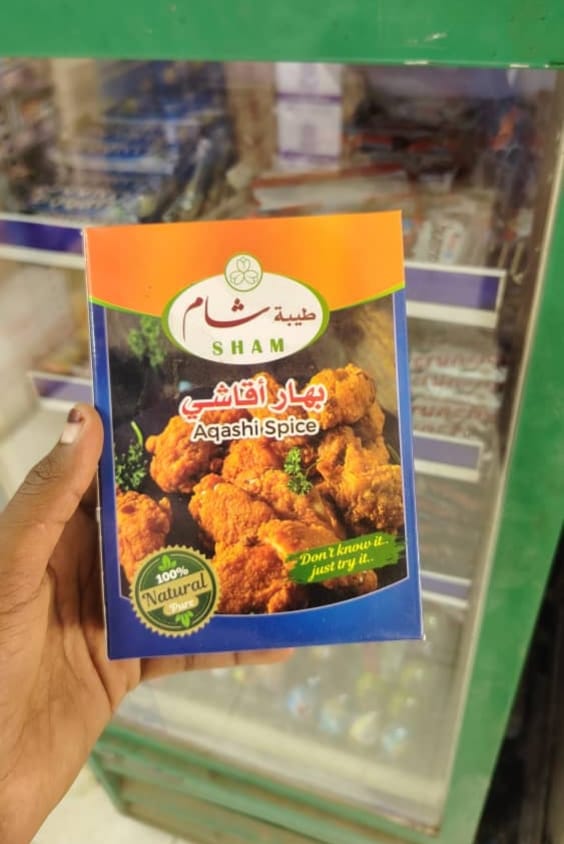 طيبة شام
SHAM
بهار أقاشي
Aqashi Spice
Don't know it..
just try it..
100%
Natural
Pure